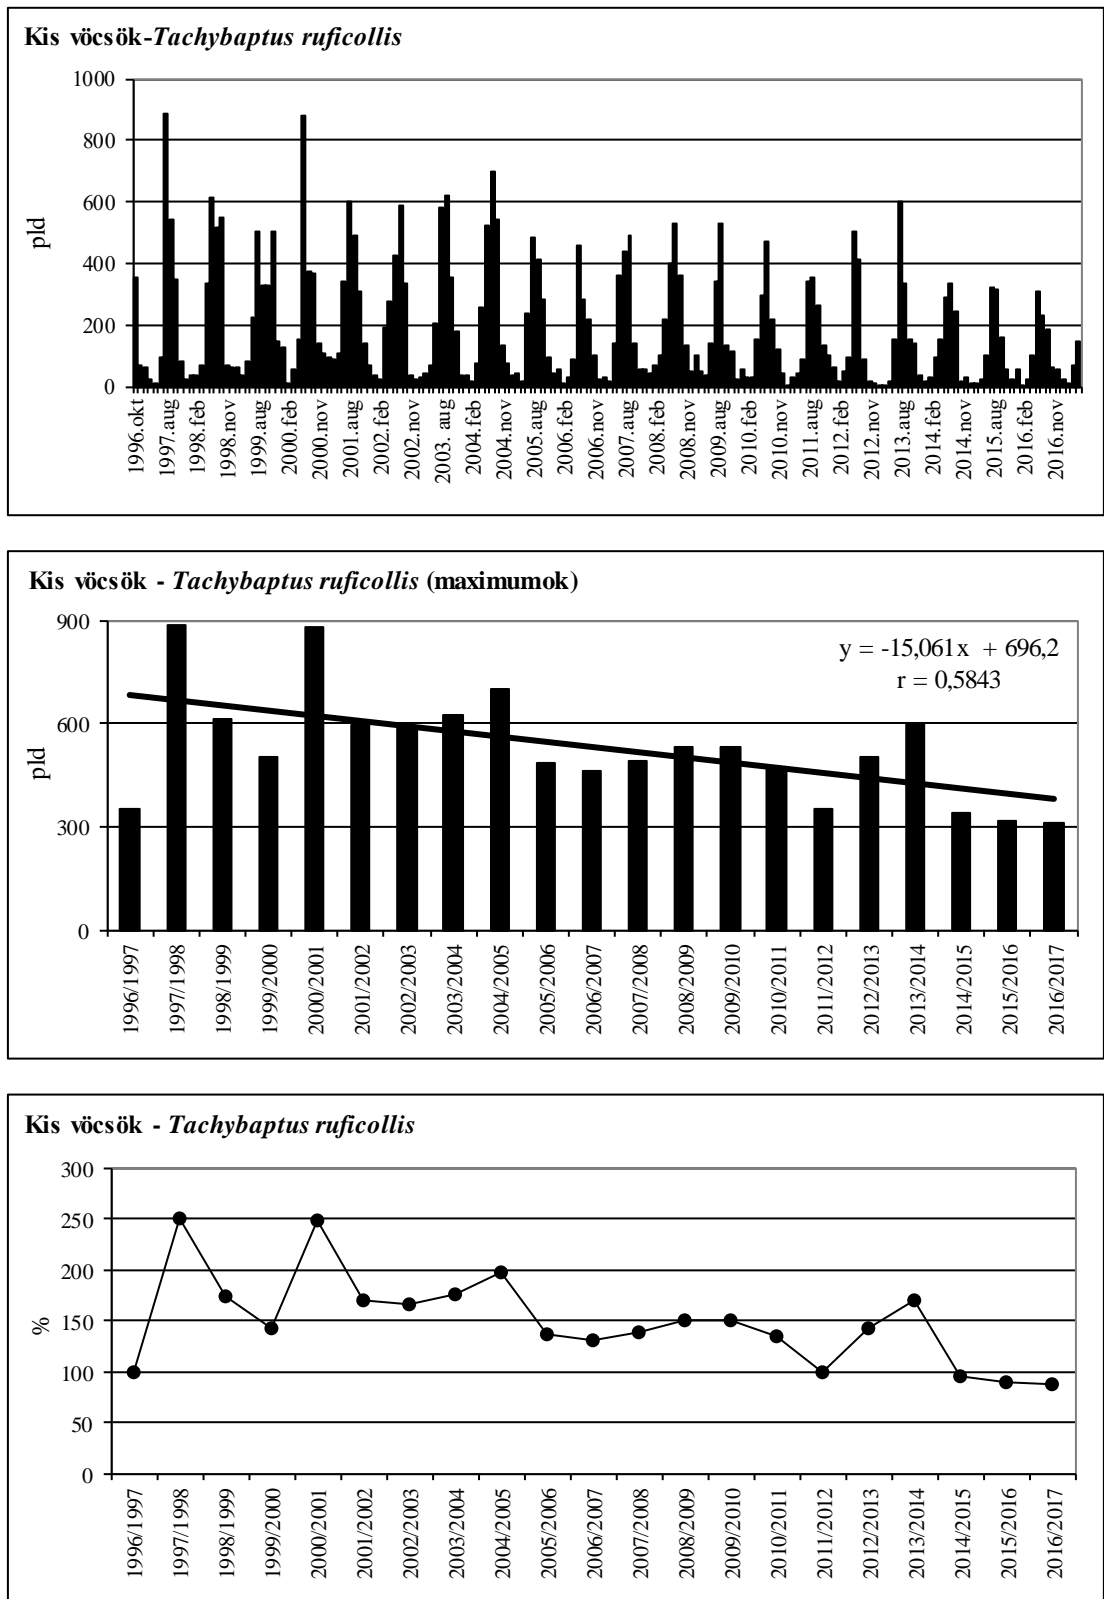 Kis vöcsök-Tachybaptus ruficollis
1000
800
600
400
200
0
pld
1996.okt
1997.aug
1998.feb
1998.nov
1999.aug
2000.feb
2000.nov
2001.aug
2002.feb
2002.nov
2003. aug
2004.feb
2004.nov
2005.aug
2006.feb
2006.nov
2007.aug
2008.feb
2008.nov
2009.aug
2010.feb
2010.nov
2011.aug
2012.feb
2012.nov
2013.aug
2014.feb
2014.nov
2015.aug
2016.feb
2016.nov
Kis vöcsök - Tachybaptus ruficollis (maximumok)
900
600
300
0
pld
y = -15,061x + 696,2
r = 0,5843
1996/1997
1997/1998
1998/1999
1999/2000
2000/2001
2001/2002
2002/2003
2003/2004
2004/2005
2005/2006
2006/2007
2007/2008
2008/2009
2009/2010
2010/2011
2011/2012
2012/2013
2013/2014
2014/2015
2015/2016
2016/2017
Kis vöcsök - Tachybaptus ruficollis
300
250
200
150
100
50
0
%
1996/1997
1997/1998
1998/1999
1999/2000
2000/2001
2001/2002
2002/2003
2003/2004
2004/2005
2005/2006
2006/2007
2007/2008
2008/2009
2009/2010
2010/2011
2011/2012
2012/2013
2013/2014
2014/2015
2015/2016
2016/2017